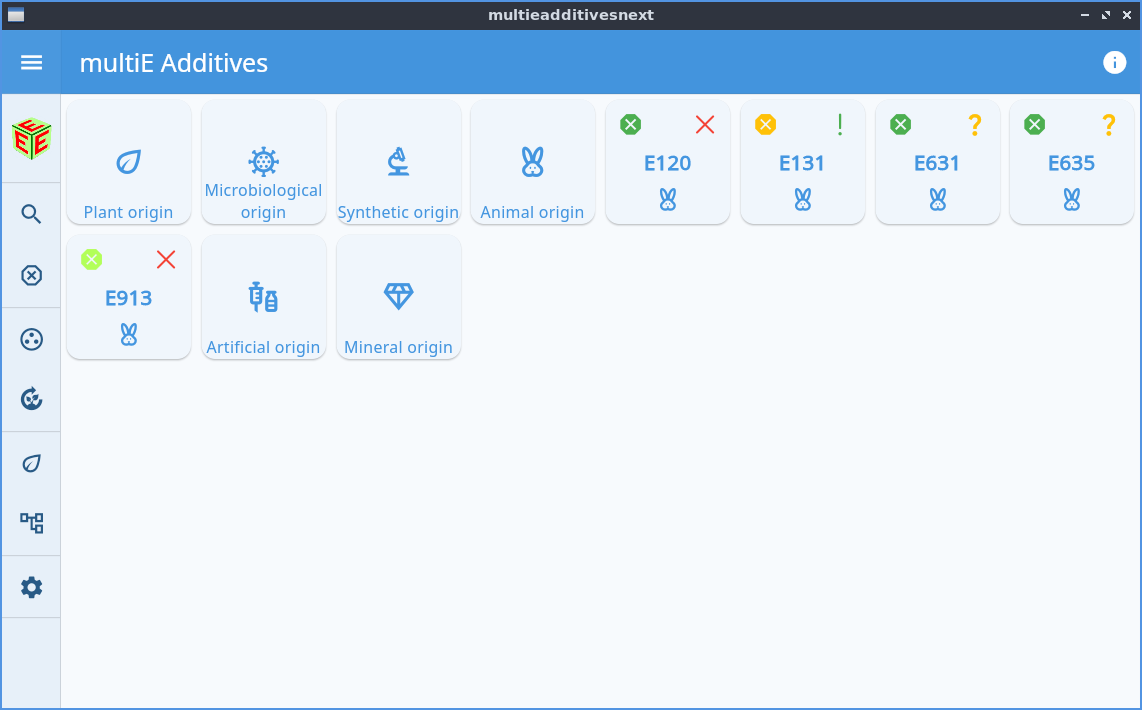 multieadditivesnext
multiE Additives
EEE
Plant origin
Microbiological
origin
Synthetic origin
Animal origin
E120
E131
!
E631
?
E635
?
E913
Artificial origin
Mineral origin